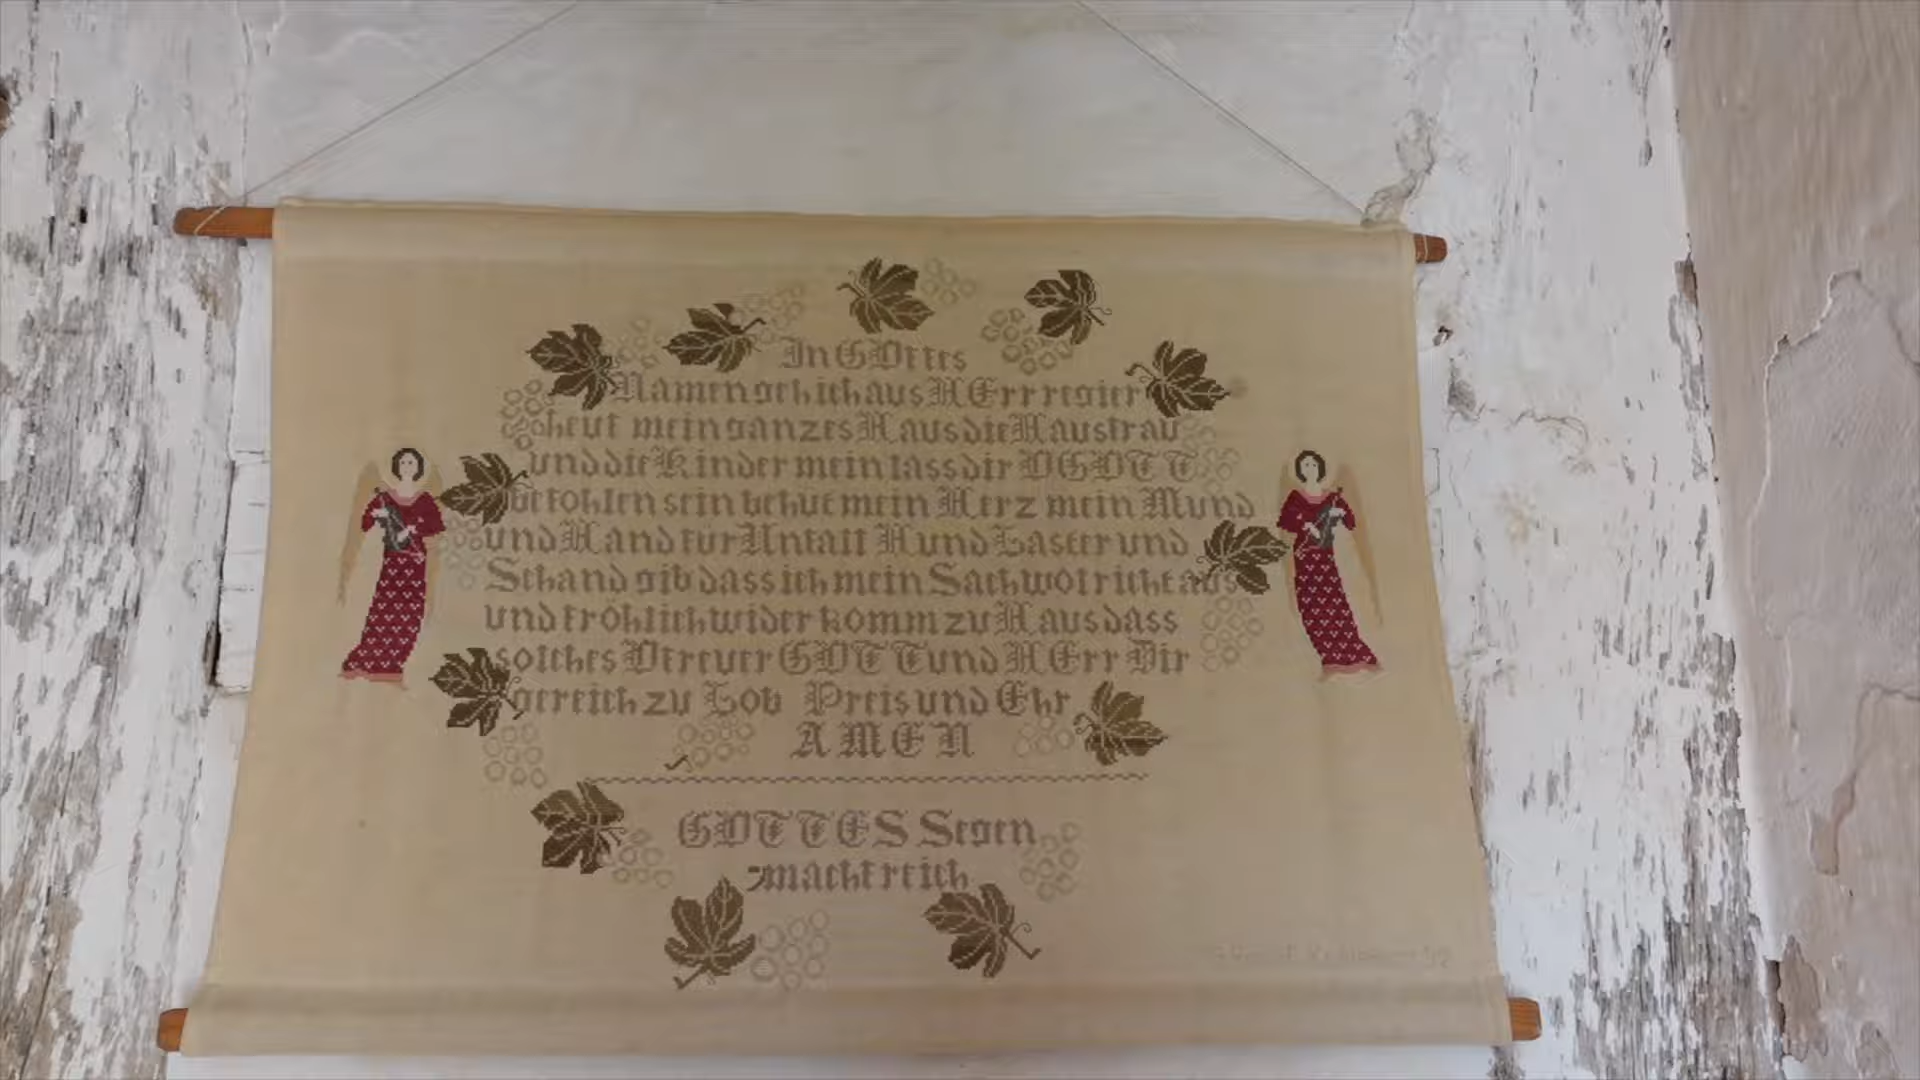 In GOttes
Namen geh ich aus HErr regier
heut mein ganzes Haus die Hausfrau
und die Kinder mein lass dir O GOTT
befohlen sein behut mein Herz mein Mund
und Hand fur Unfall Hund Laster und
Schand gib dass ich mein Sach wol richt aus
und fröhlich wider komm zu Haus dass
solches O treuer GOTT und HErr Dir
gereich zu Lob Preis und Ehr
AMEN
GOTTES Segen
macht reich